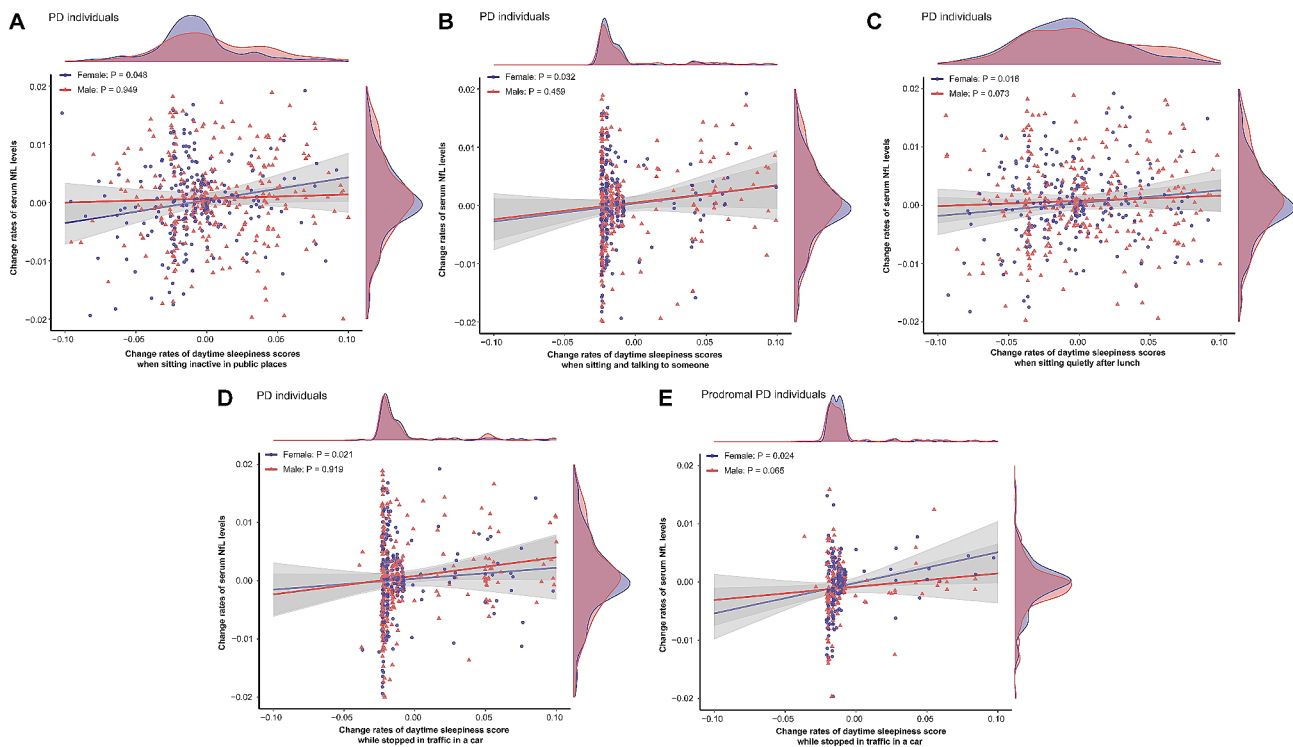 A
PD individuals
Female: P = 0.048
Male: P = 0.949
Change rates of serum NfL levels
0.02
0.01
0.00
−0.01
−0.02
−0.10
−0.05
0.00
0.05
0.10
Change rates of daytime sleepiness scores
when sitting inactive in public places
B
PD individuals
Female: P = 0.032
Male: P = 0.459
Change rates of serum NfL levels
0.02
0.01
0.00
−0.01
−0.02
−0.10
−0.05
0.00
0.05
0.10
Change rates of daytime sleepiness scores
when sitting and talking to someone
C
PD individuals
Female: P = 0.016
Male: P = 0.073
Change rates of serum NfL levels
0.02
0.01
0.00
−0.01
−0.02
−0.10
−0.05
0.00
0.05
0.10
Change rates of daytime sleepiness scores
when sitting quietly after lunch
D
PD individuals
Female: P = 0.021
Male: P = 0.919
Change rates of serum NfL levels
0.02
0.01
0.00
−0.01
−0.02
−0.10
−0.05
0.00
0.05
0.10
Change rates of daytime sleepiness score
while stopped in traffic in a car
E
Prodromal PD individuals
Female: P = 0.024
Male: P = 0.065
Change rates of serum NfL levels
0.02
0.01
0.00
−0.01
−0.02
−0.10
−0.05
0.00
0.05
0.10
Change rates of daytime sleepiness score
while stopped in traffic in a car